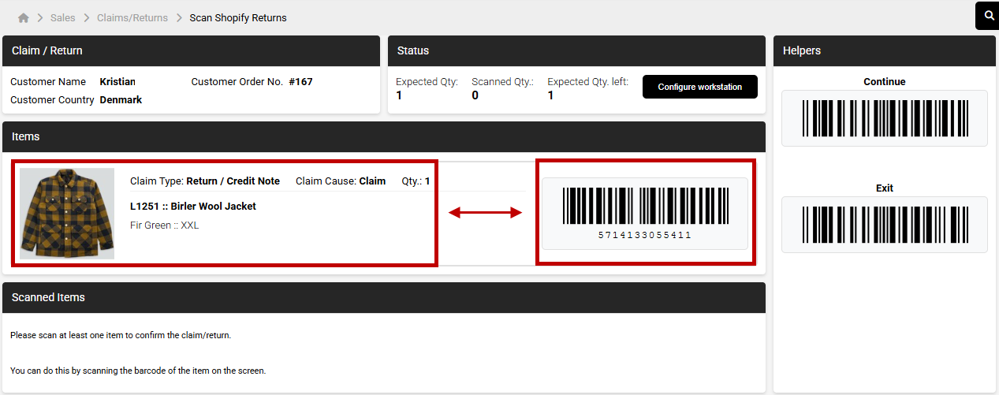 Sales
Claims/Returns
Scan Shopify Returns
Claim / Return
Customer Name Kristian
Customer Order No. #167
Customer Country Denmark
Status
Expected Qty: 1
Scanned Qty.: 0
Expected Qty. left: 1
Configure workstation
Items
Claim Type: Return / Credit Note Claim Cause: Claim Qty.: 1
L1251 :: Birler Wool Jacket
Fir Green :: XXL
5714133055411
Scanned Items
Please scan at least one item to confirm the claim/return.
You can do this by scanning the barcode of the item on the screen.
Helpers
Continue
Exit